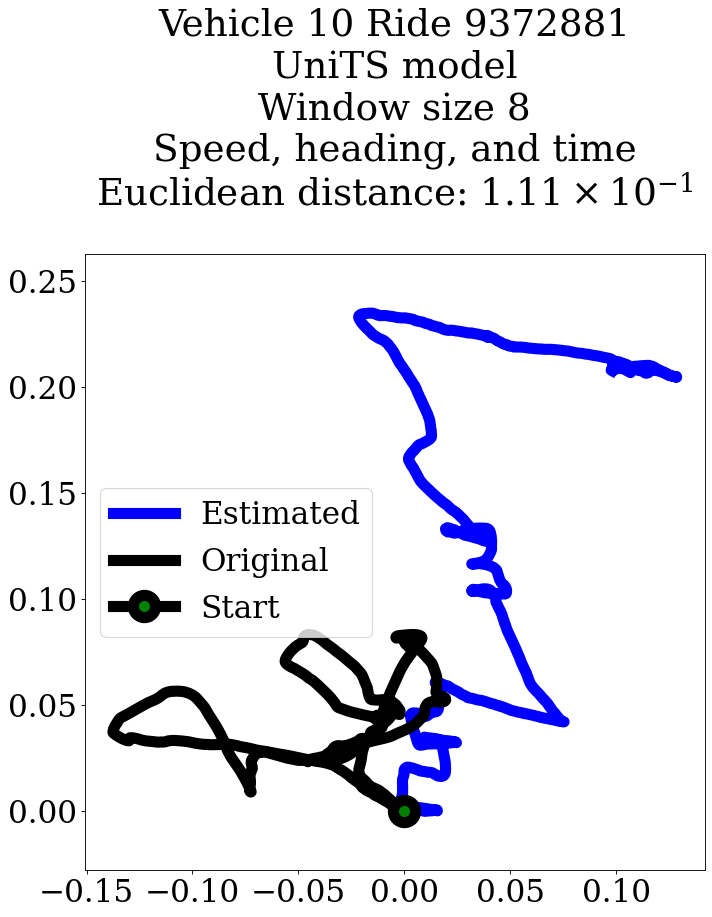 Vehicle 10 Ride 9372881
UniTS model
Window size 8
Speed, heading, and time
Euclidean distance: 1.11 × 10⁻¹
0.25
0.20
0.15
0.10
0.05
0.00
Estimated
Original
Start
−0.15 −0.10 −0.05 0.00 0.05 0.10